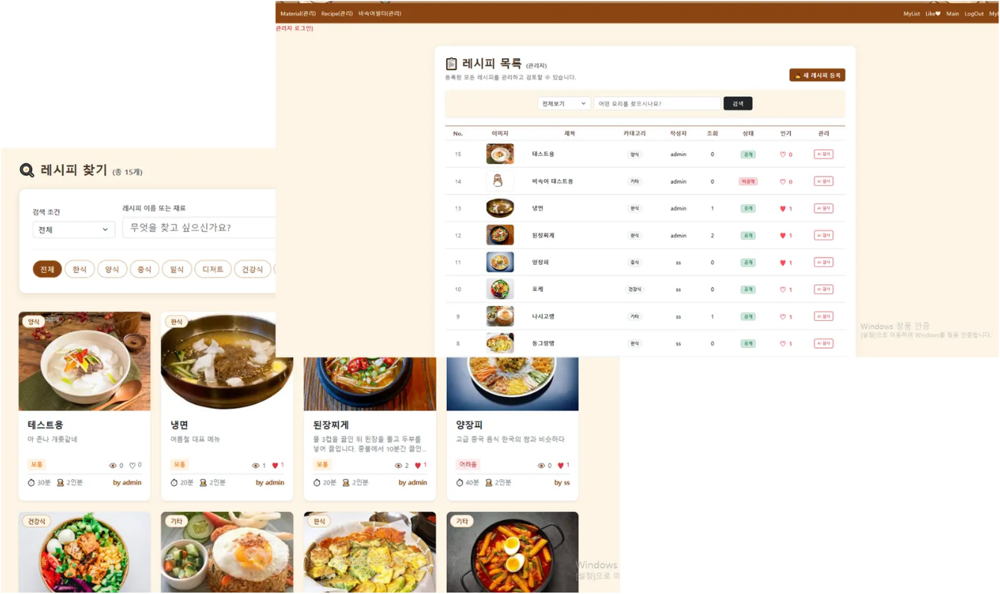 Material(관리) Recipe(관리) 비속어필터(관리)
MyList Like♥ Main LogOut
관리자 로그인]
레시피 목록 (관리자)
등록된 모든 레시피를 관리하고 검토할 수 있습니다.
새 레시피 등록
전체보기 어떤 요리를 찾으시나요? 검색
No. 이미지 제목 카테고리 작성자 조회 상태 인기 관리
15 테스트용 양식 admin 0 공개 ♡ 0 AI 검사
14 비속어 테스트용 기타 admin 0 비공개 ♡ 0 AI 검사
13 냉면 한식 admin 1 공개 ♥ 1 AI 검사
12 된장찌게 한식 admin 2 공개 ♥ 1 AI 검사
11 양장피 중식 ss 0 공개 ♥ 1 AI 검사
10 포케 건강식 ss 0 공개 ♡ 1 AI 검사
9 나시고랭 기타 ss 1 공개 ♡ 1 AI 검사
8 동그랑땡 한식 ss 0 공개 ♡ 1 AI 검사
Windows 정품 인증
[설정]으로 이동하여 Windows를 정품 인증합니다.
레시피 찾기 (총 15개)
검색 조건
레시피 이름 또는 재료
전체
무엇을 찾고 싶으신가요?
전체 한식 양식 중식 일식 디저트 건강식
양식
한식
테스트용
아 존나 개좆같네
보통 0 ♡ 0
30분 2인분 by admin
냉면
여름철 대표 메뉴
보통 1 ♥ 1
20분 2인분 by admin
된장찌게
물 3컵을 끓인 뒤 된장을 풀고 두부를
넣어 끓입니다. 중불에서 10분간 끓인...
보통 2 ♥ 1
20분 2인분 by admin
양장피
고급 중국 음식 한국의 쌈과 비슷하다
어려움 0 ♥ 1
40분 2인분 by ss
건강식
기타
한식
기타
Windows
[설정]으로 이